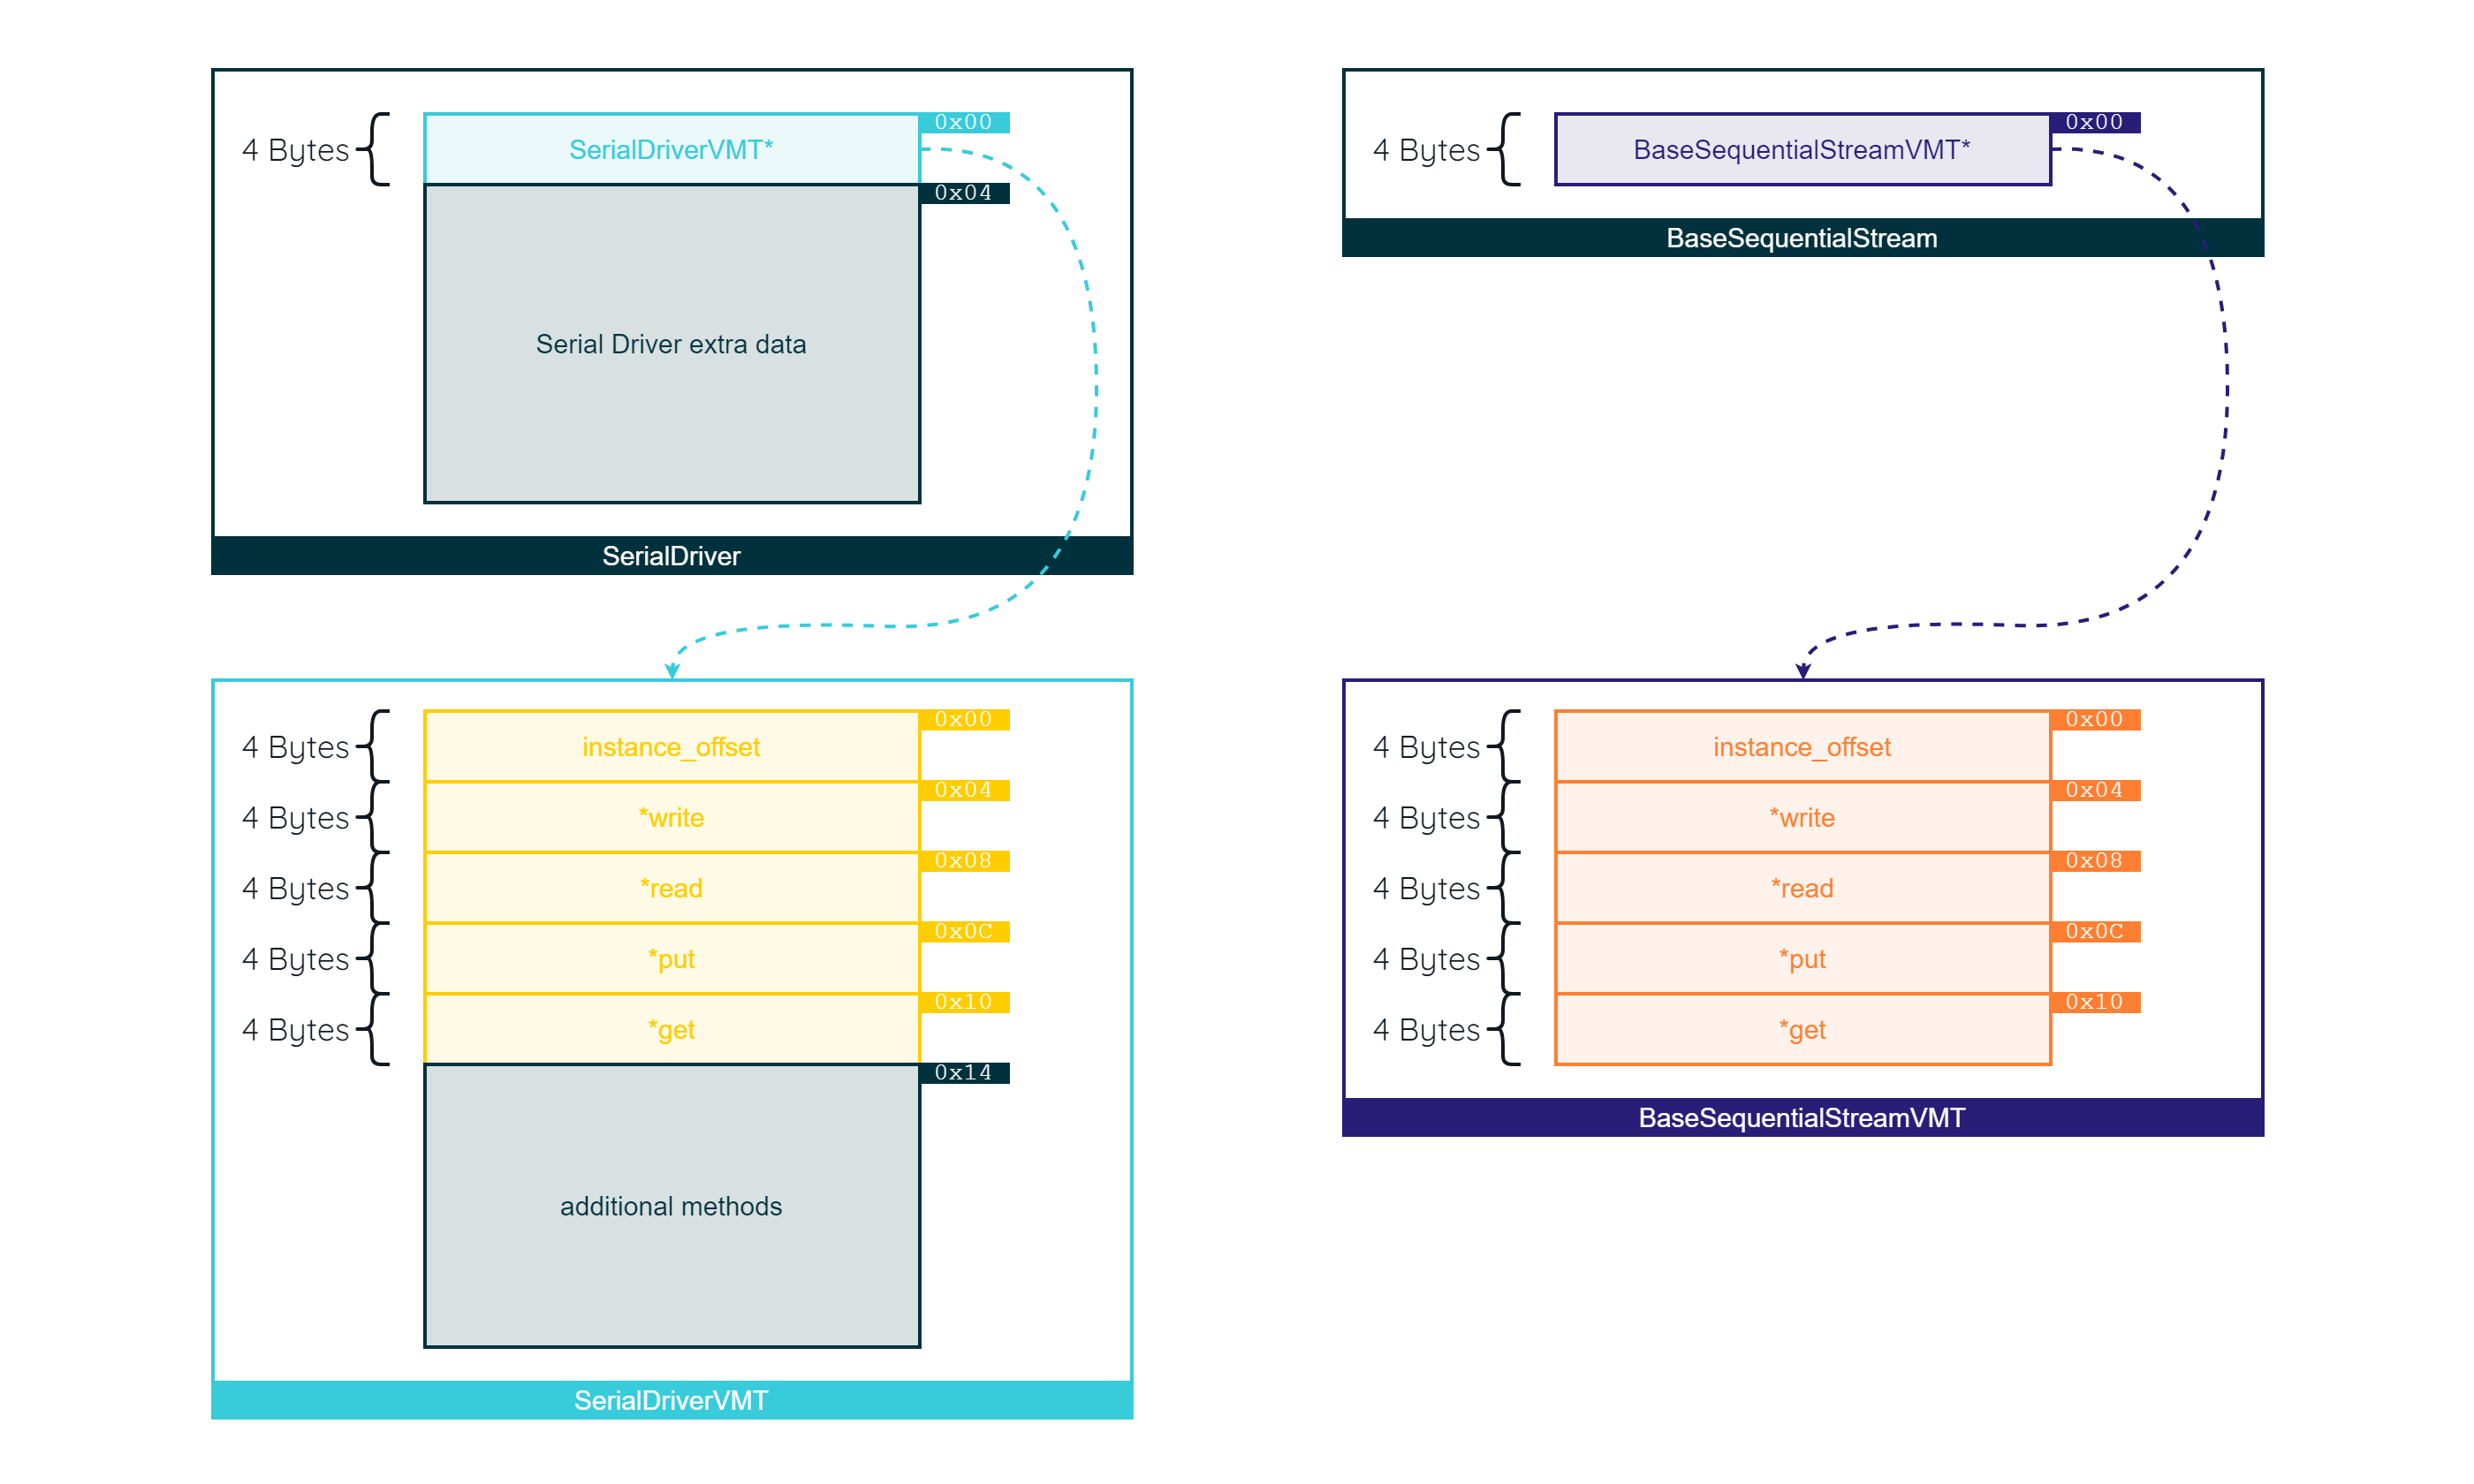 4 Bytes
SerialDriverVMT*
0x00
0x04
Serial Driver extra data
SerialDriver
4 Bytes
BaseSequentialStreamVMT*
0x00
BaseSequentialStream
4 Bytes
instance_offset
0x00
4 Bytes
*write
0x04
4 Bytes
*read
0x08
4 Bytes
*put
0x0C
4 Bytes
*get
0x10
0x14
additional methods
SerialDriverVMT
4 Bytes
instance_offset
0x00
4 Bytes
*write
0x04
4 Bytes
*read
0x08
4 Bytes
*put
0x0C
4 Bytes
*get
0x10
BaseSequentialStreamVMT